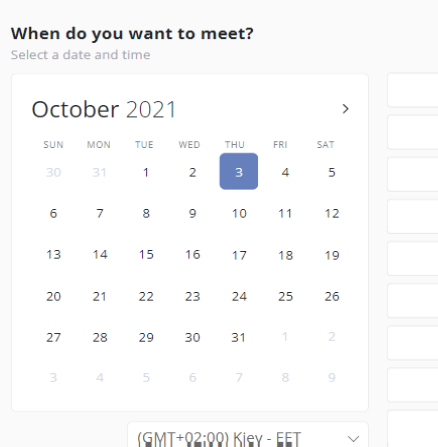 When do you want to meet?
Select a date and time
October 2021
SUN MON TUE WED THU FRI SAT
30 31 1 2 3 4 5
6 7 8 9 10 11 12
13 14 15 16 17 18 19
20 21 22 23 24 25 26
27 28 29 30 31 1 2
3 4 5 6 7 8 9
(GMT+02:00) Kiev - EET